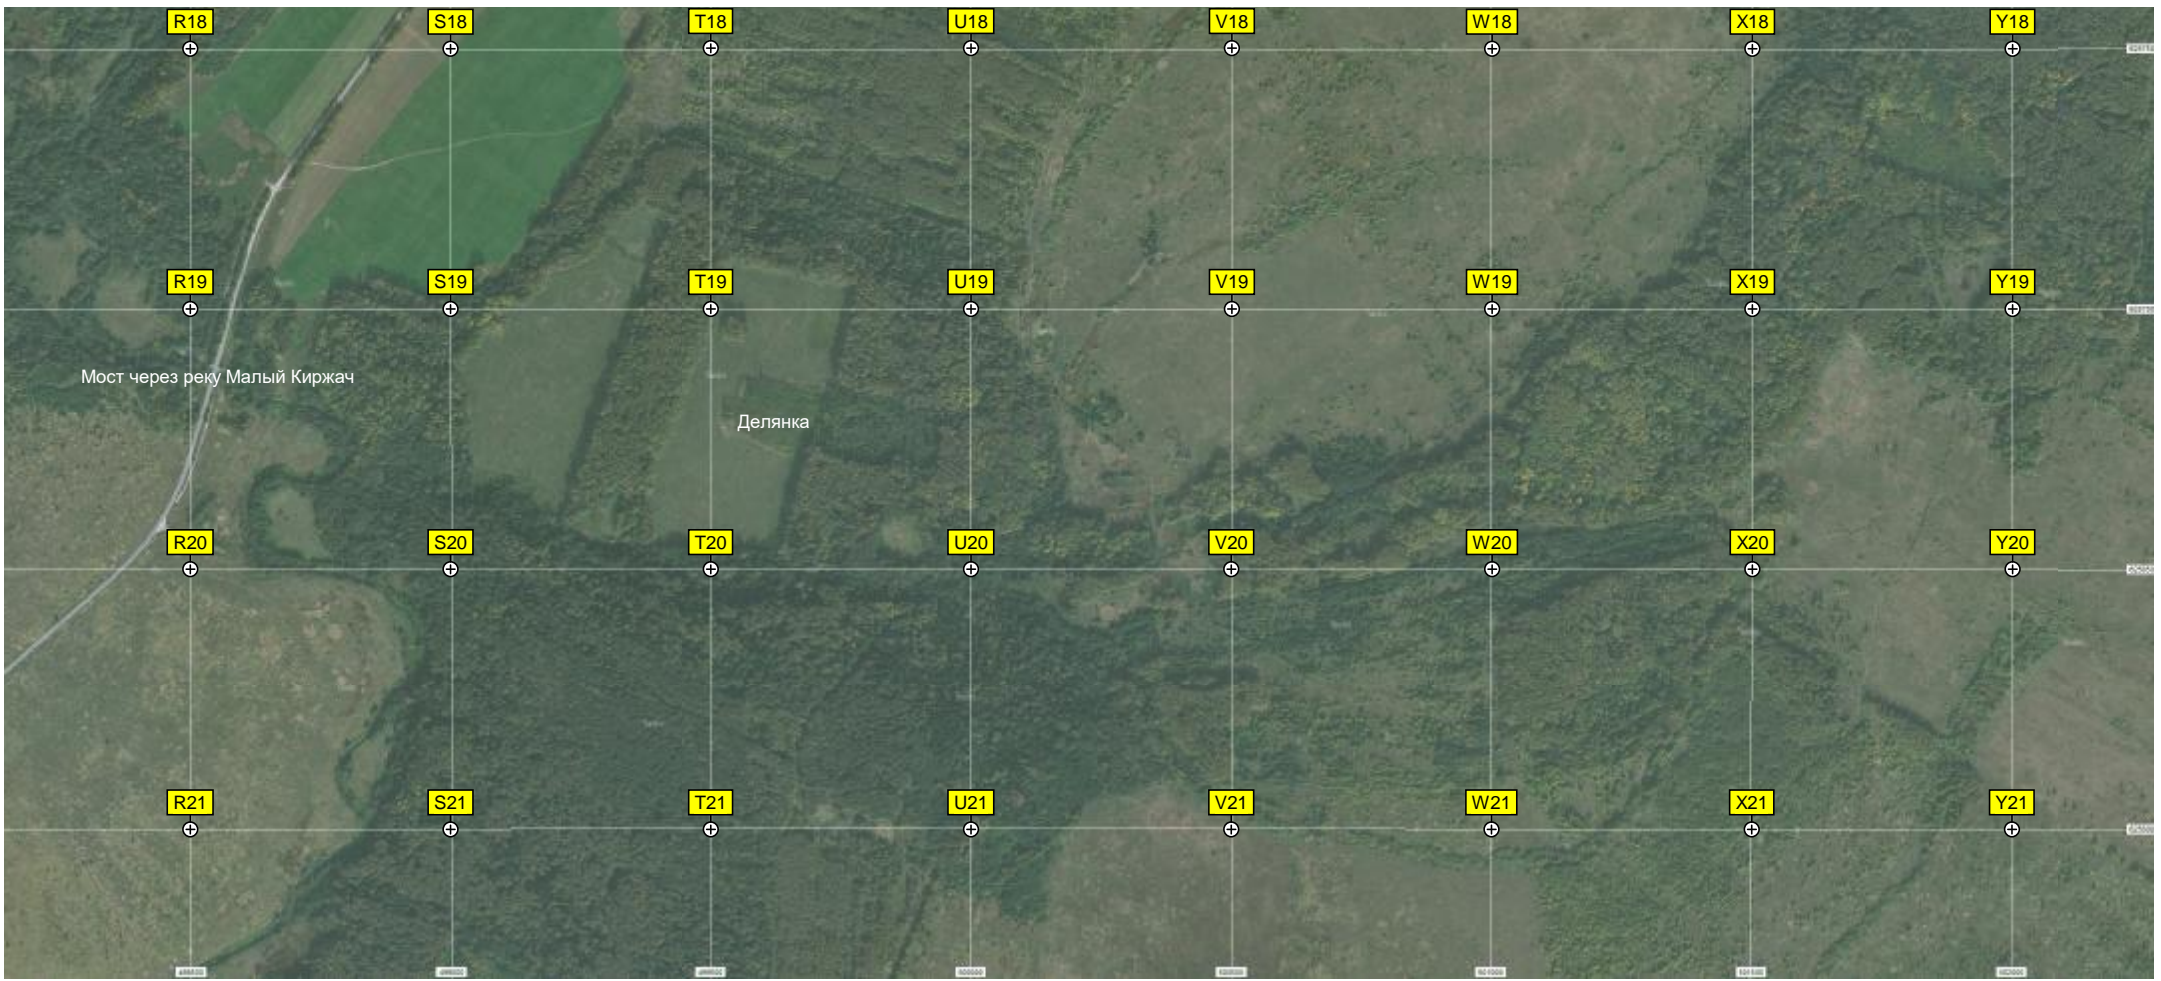 R18 S18 T18 U18 V18 W18 X18 Y18
R19 S19 T19 U19 V19 W19 X19 Y19
Мост через реку Малый Киржач
Делянка
R20 S20 T20 U20 V20 W20 X20 Y20
R21 S21 T21 U21 V21 W21 X21 Y21